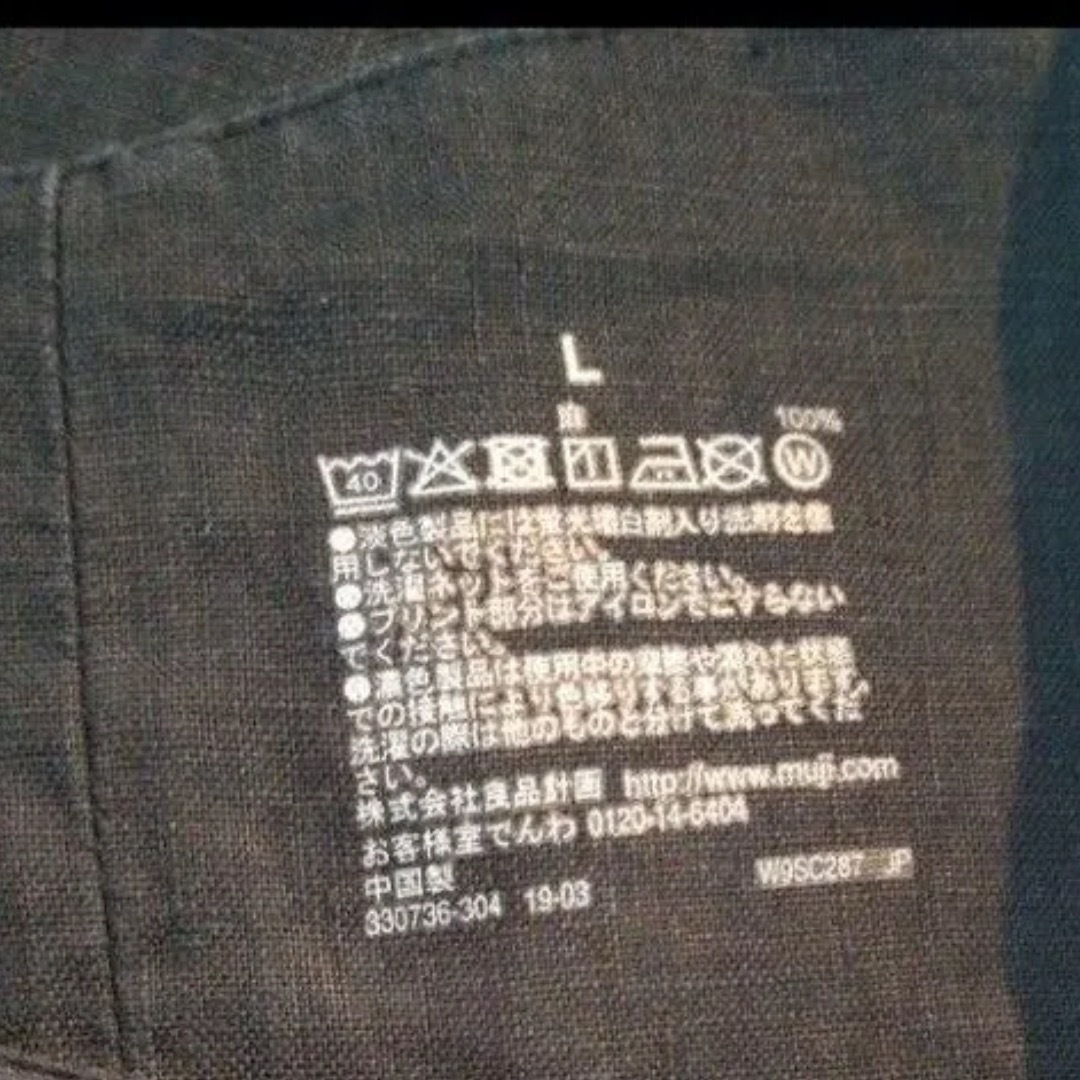 L
麻
100%
40 W
●淡色製品には蛍光増白剤入り洗剤を使
用しないでください。
●洗濯ネットをご使用ください。
●プリント部分はアイロンでこすらない
でください。
●濃色製品は使用中の摩擦や濡れた状態
での接触により色移りする事があります。
洗濯の際は他のものと分けて洗ってくだ
さい。
株式会社良品計画 http://www.muji.com
お客様室でんわ 0120-14-6404
中国製
W9SC287 JP
330736-304 19-03